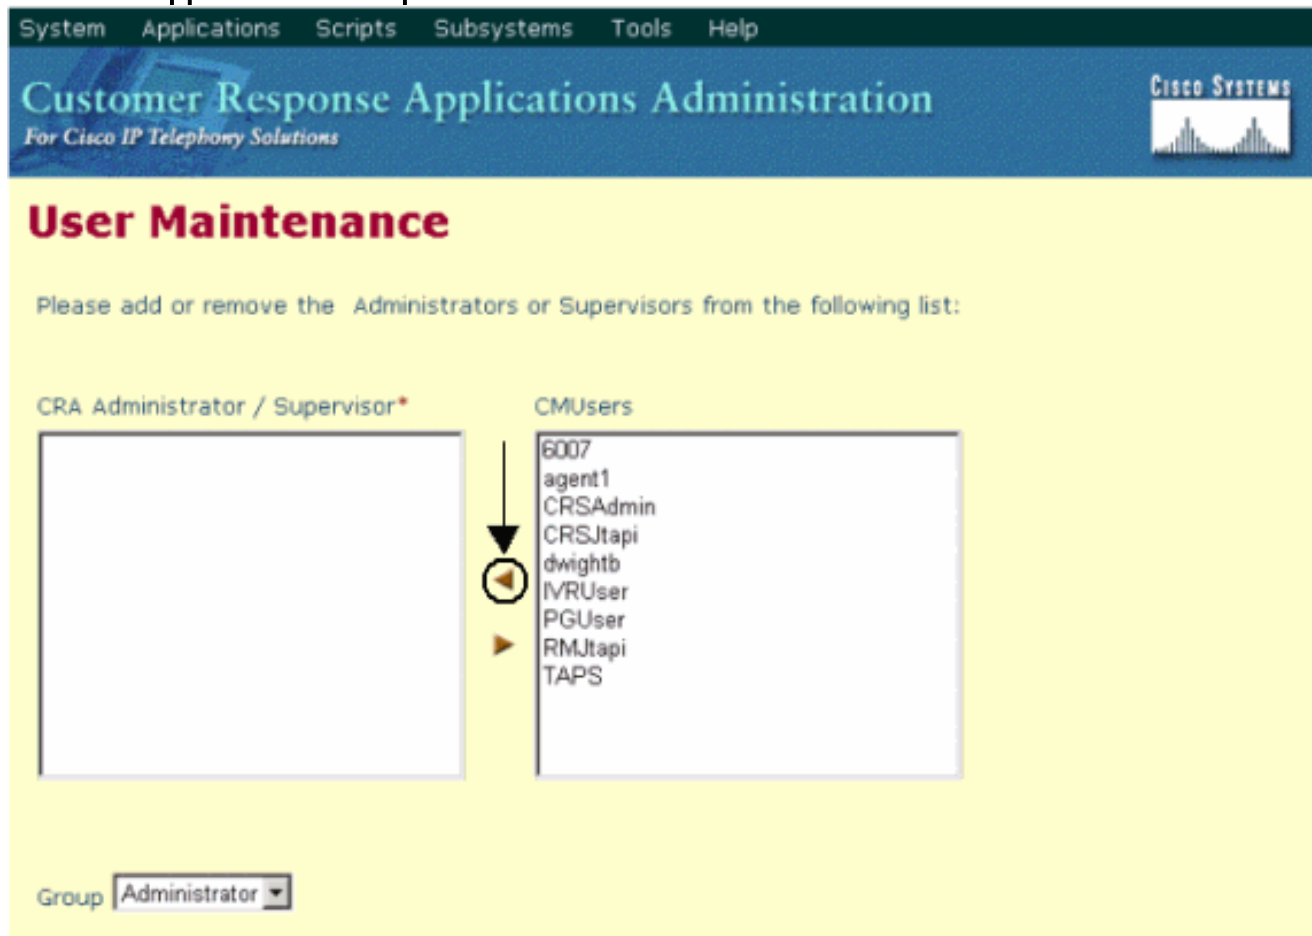 System Applications Scripts Subsystems Tools Help
Customer Response Applications Administration
For Cisco IP Telephony Solutions
CISCO SYSTEMS
User Maintenance
Please add or remove the Administrators or Supervisors from the following list:
CRA Administrator / Supervisor*
CMUsers
6007
agent1
CRSAdmin
CRSJtapi
dwightb
IVRUser
PGUser
RMJtapi
TAPS
Group Administrator